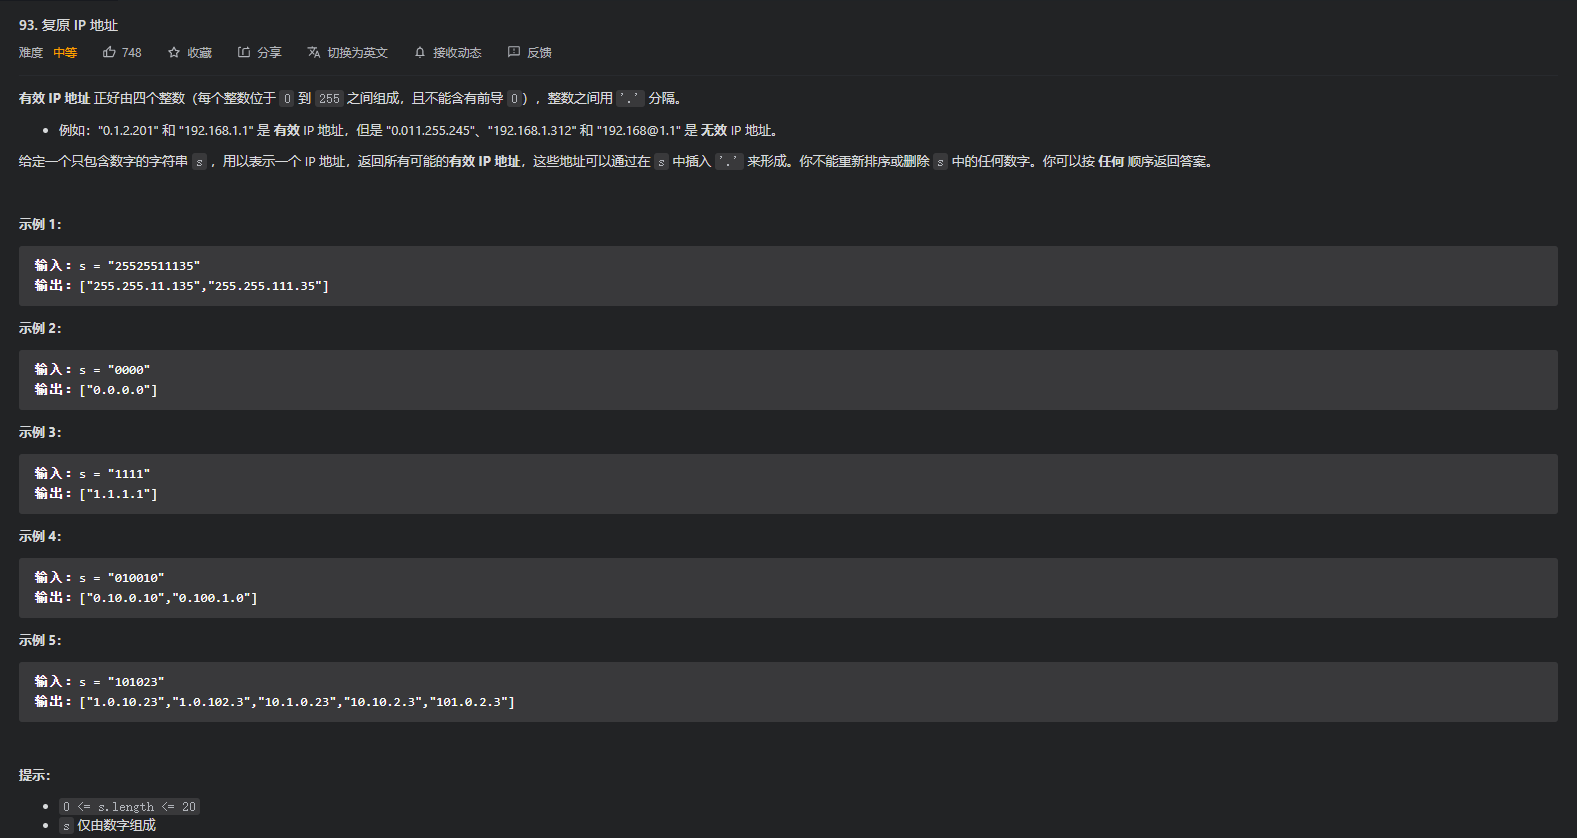 93. 复原 IP 地址
难度 中等 748 收藏 分享 切换为英文 接收动态 反馈
有效 IP 地址 正好由四个整数（每个整数位于 0 到 255 之间组成，且不能含有前导 0），整数之间用 '.' 分隔。
例如："0.1.2.201" 和 "192.168.1.1" 是 有效 IP 地址，但是 "0.011.255.245"、"192.168.1.312" 和 "192.168@1.1" 是 无效 IP 地址。
给定一个只包含数字的字符串 s ，用以表示一个 IP 地址，返回所有可能的有效 IP 地址，这些地址可以通过在 s 中插入 '.' 来形成。你不能重新排序或删除 s 中的任何数字。你可以按 任何 顺序返回答案。
示例 1：
输入：s = "25525511135"
输出：["255.255.11.135","255.255.111.35"]
示例 2：
输入：s = "0000"
输出：["0.0.0.0"]
示例 3：
输入：s = "1111"
输出：["1.1.1.1"]
示例 4：
输入：s = "010010"
输出：["0.10.0.10","0.100.1.0"]
示例 5：
输入：s = "101023"
输出：["1.0.10.23","1.0.102.3","10.1.0.23","10.10.2.3","101.0.2.3"]
提示：
0 <= s.length <= 20
s 仅由数字组成